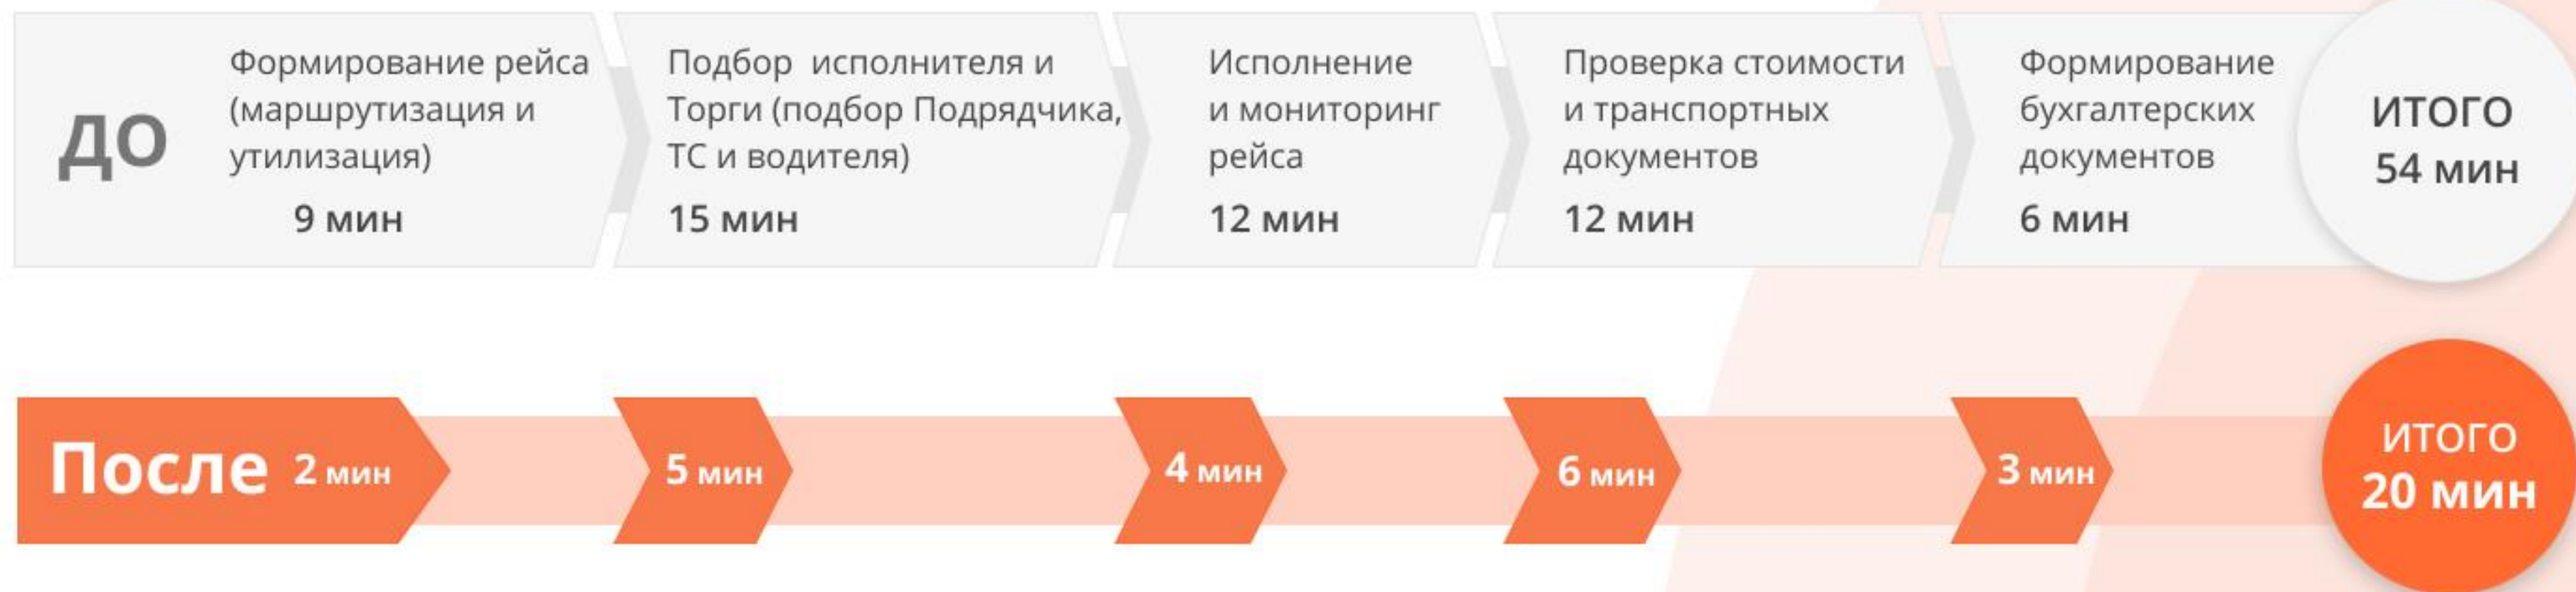 ДО
Формирование рейса
(маршрутизация и
утилизация)
9 мин
Подбор исполнителя и
Торги (подбор Подрядчика,
ТС и водителя)
15 мин
Исполнение
и мониторинг
рейса
12 мин
Проверка стоимости
и транспортных
документов
12 мин
Формирование
бухгалтерских
документов
6 мин
ИТОГО
54 мин
После 2 мин
5 мин
4 мин
6 мин
3 мин
ИТОГО
20 мин